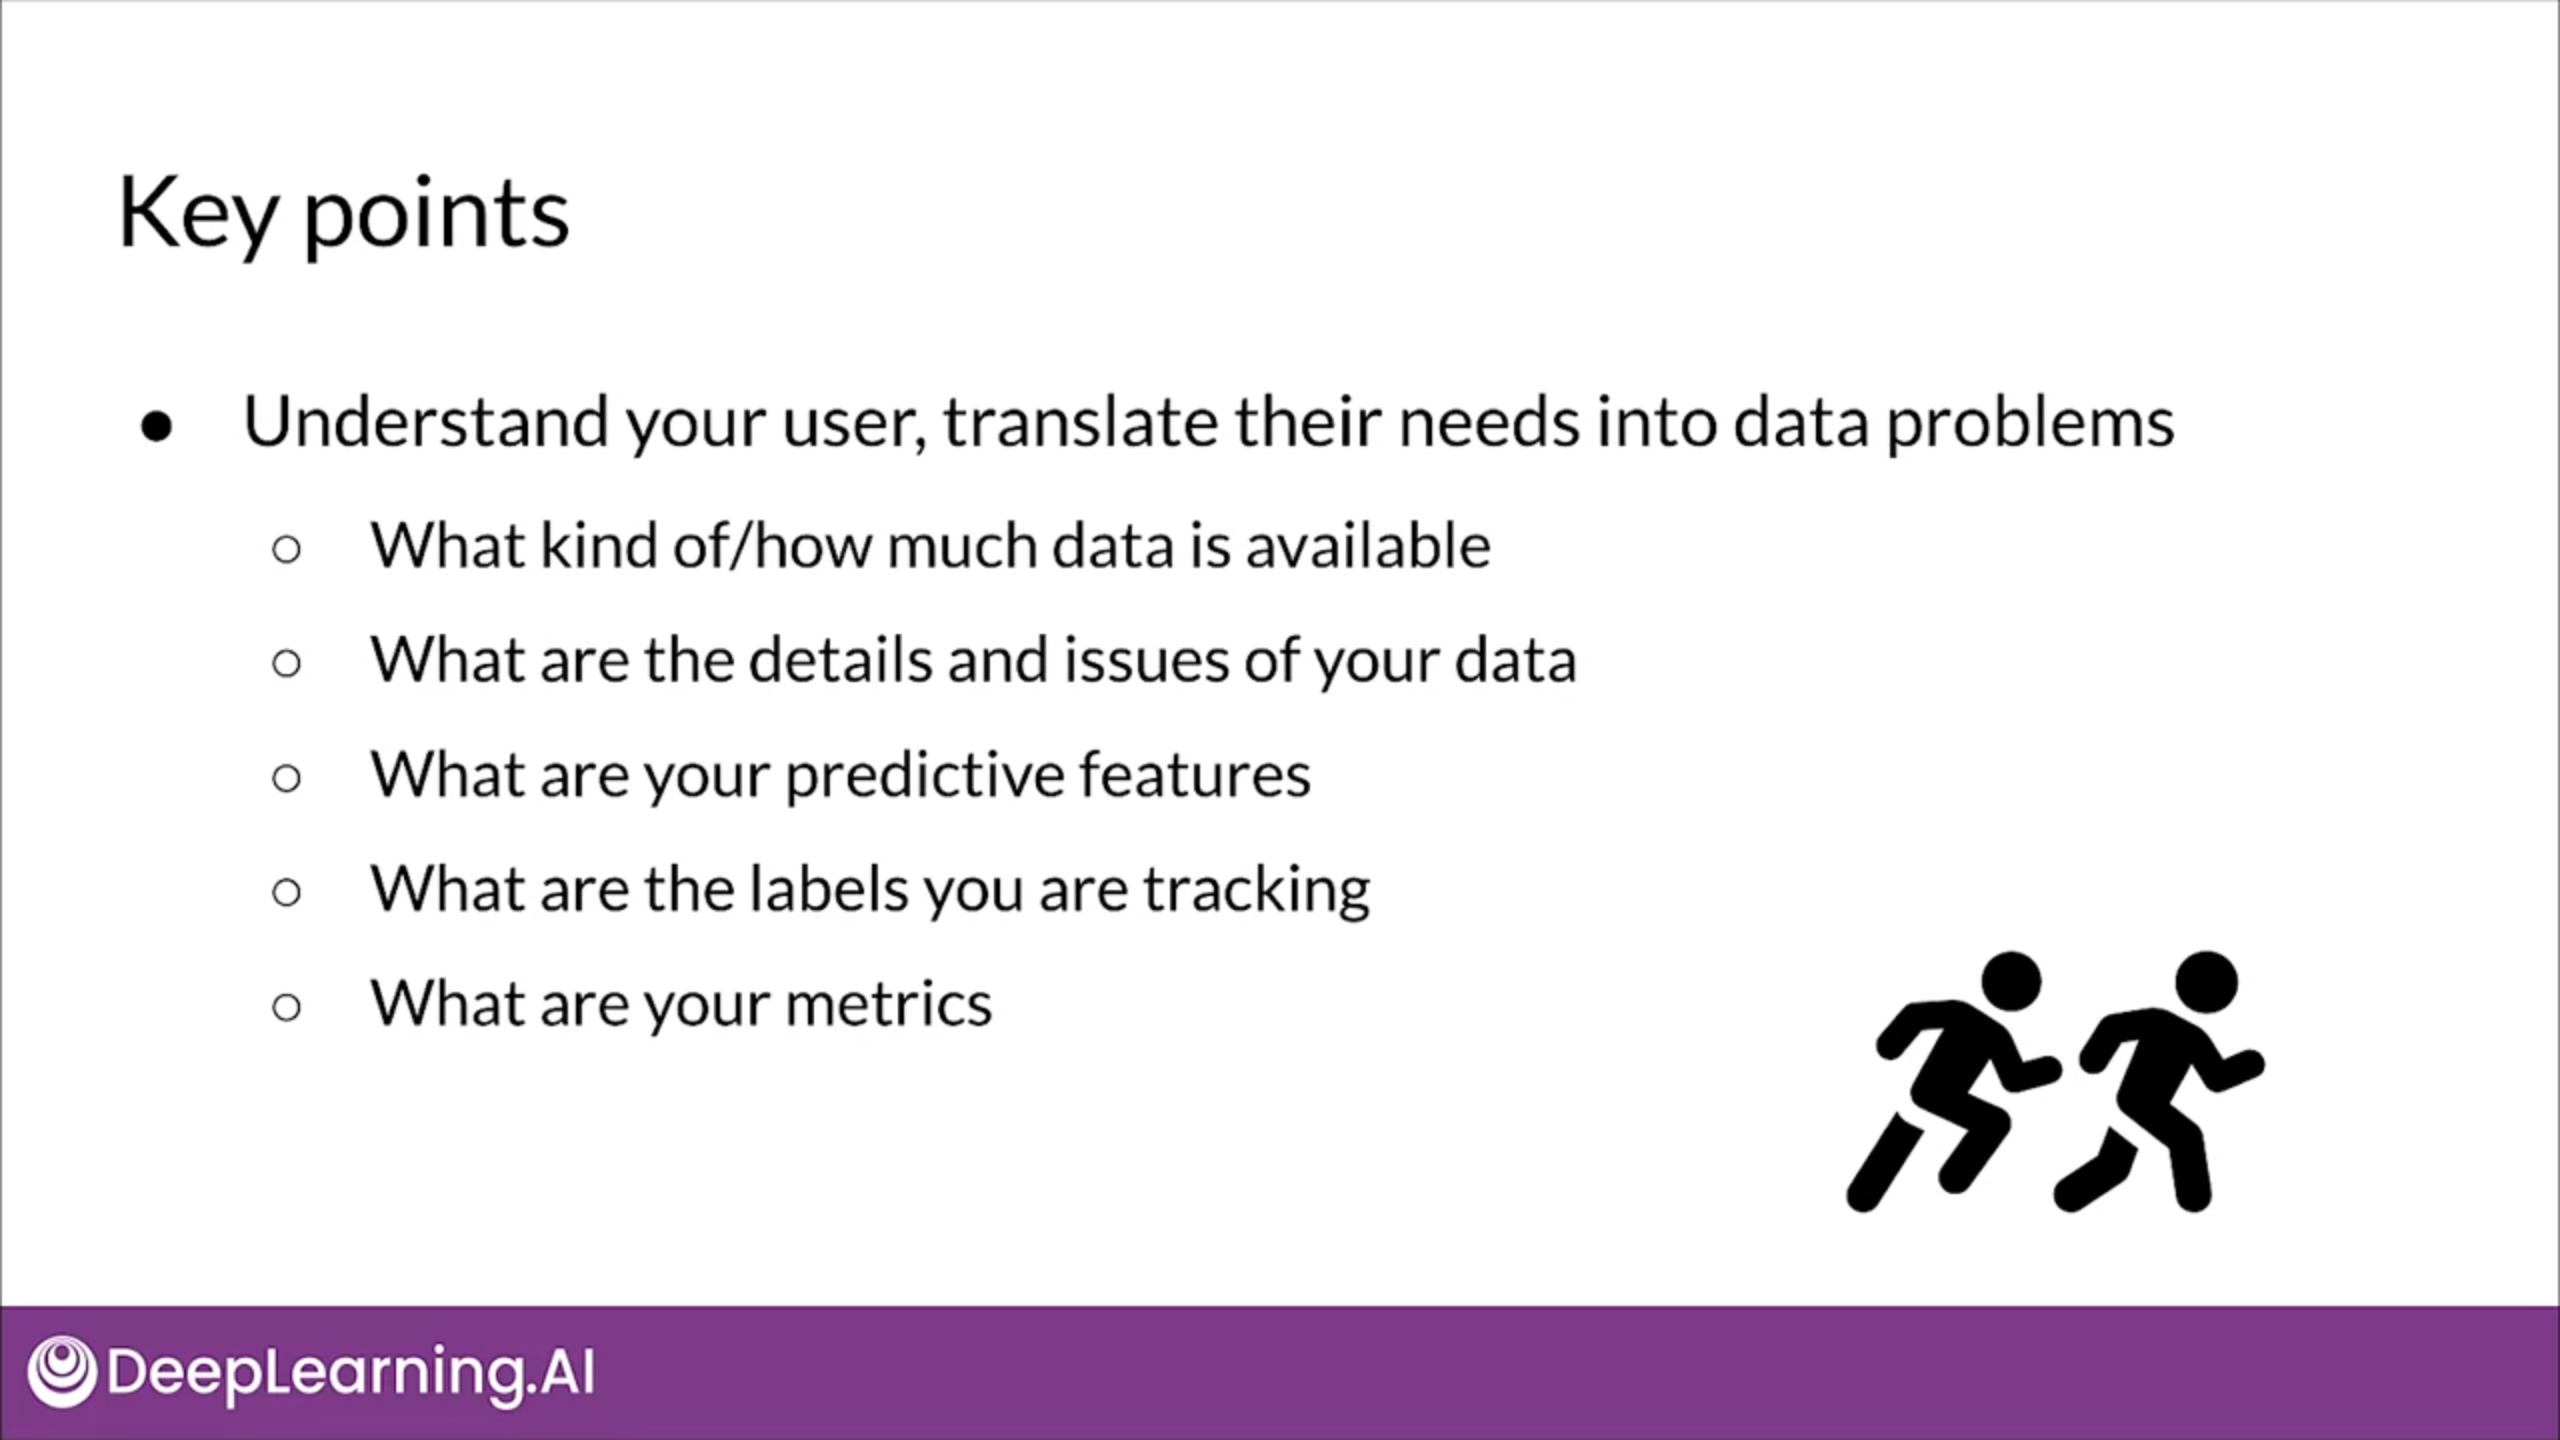 Key points
● Understand your user, translate their needs into data problems
○ What kind of/how much data is available
○ What are the details and issues of your data
○ What are your predictive features
○ What are the labels you are tracking
○ What are your metrics
DeepLearning.AI